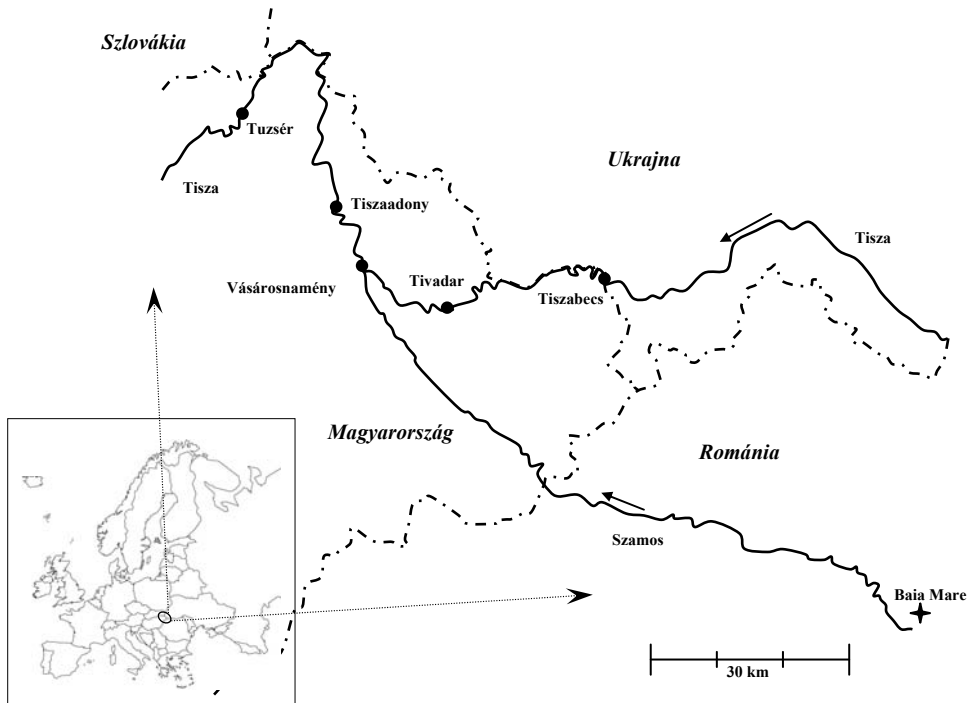 Szlovákia
Tuzsér
Ukrajna
Tisza
Tiszaadony
Tisza
Vásárosnamény
Tivadar
Tiszabecs
Magyarország
Románia
Szamos
Baia Mare
30 km